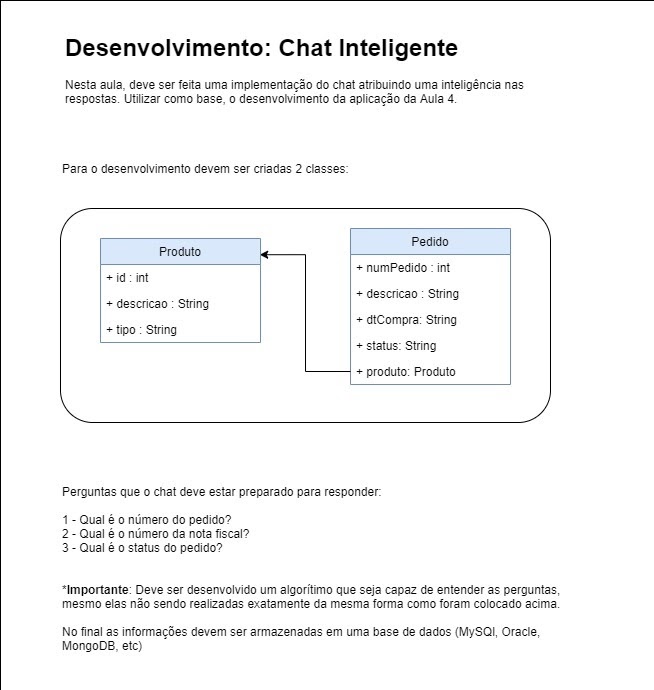 Desenvolvimento: Chat Inteligente
Nesta aula, deve ser feita uma implementação do chat atribuindo uma inteligência nas
respostas. Utilizar como base, o desenvolvimento da aplicação da Aula 4.
Para o desenvolvimento devem ser criadas 2 classes:
Produto
+ id : int
+ descricao : String
+ tipo : String
Pedido
+ numPedido : int
+ descricao : String
+ dtCompra: String
+ status: String
+ produto: Produto
Perguntas que o chat deve estar preparado para responder:
1 - Qual é o número do pedido?
2 - Qual é o número da nota fiscal?
3 - Qual é o status do pedido?
*Importante: Deve ser desenvolvido um algorítimo que seja capaz de entender as perguntas,
mesmo elas não sendo realizadas exatamente da mesma forma como foram colocado acima.
No final as informações devem ser armazenadas em uma base de dados (MySQl, Oracle,
MongoDB, etc)